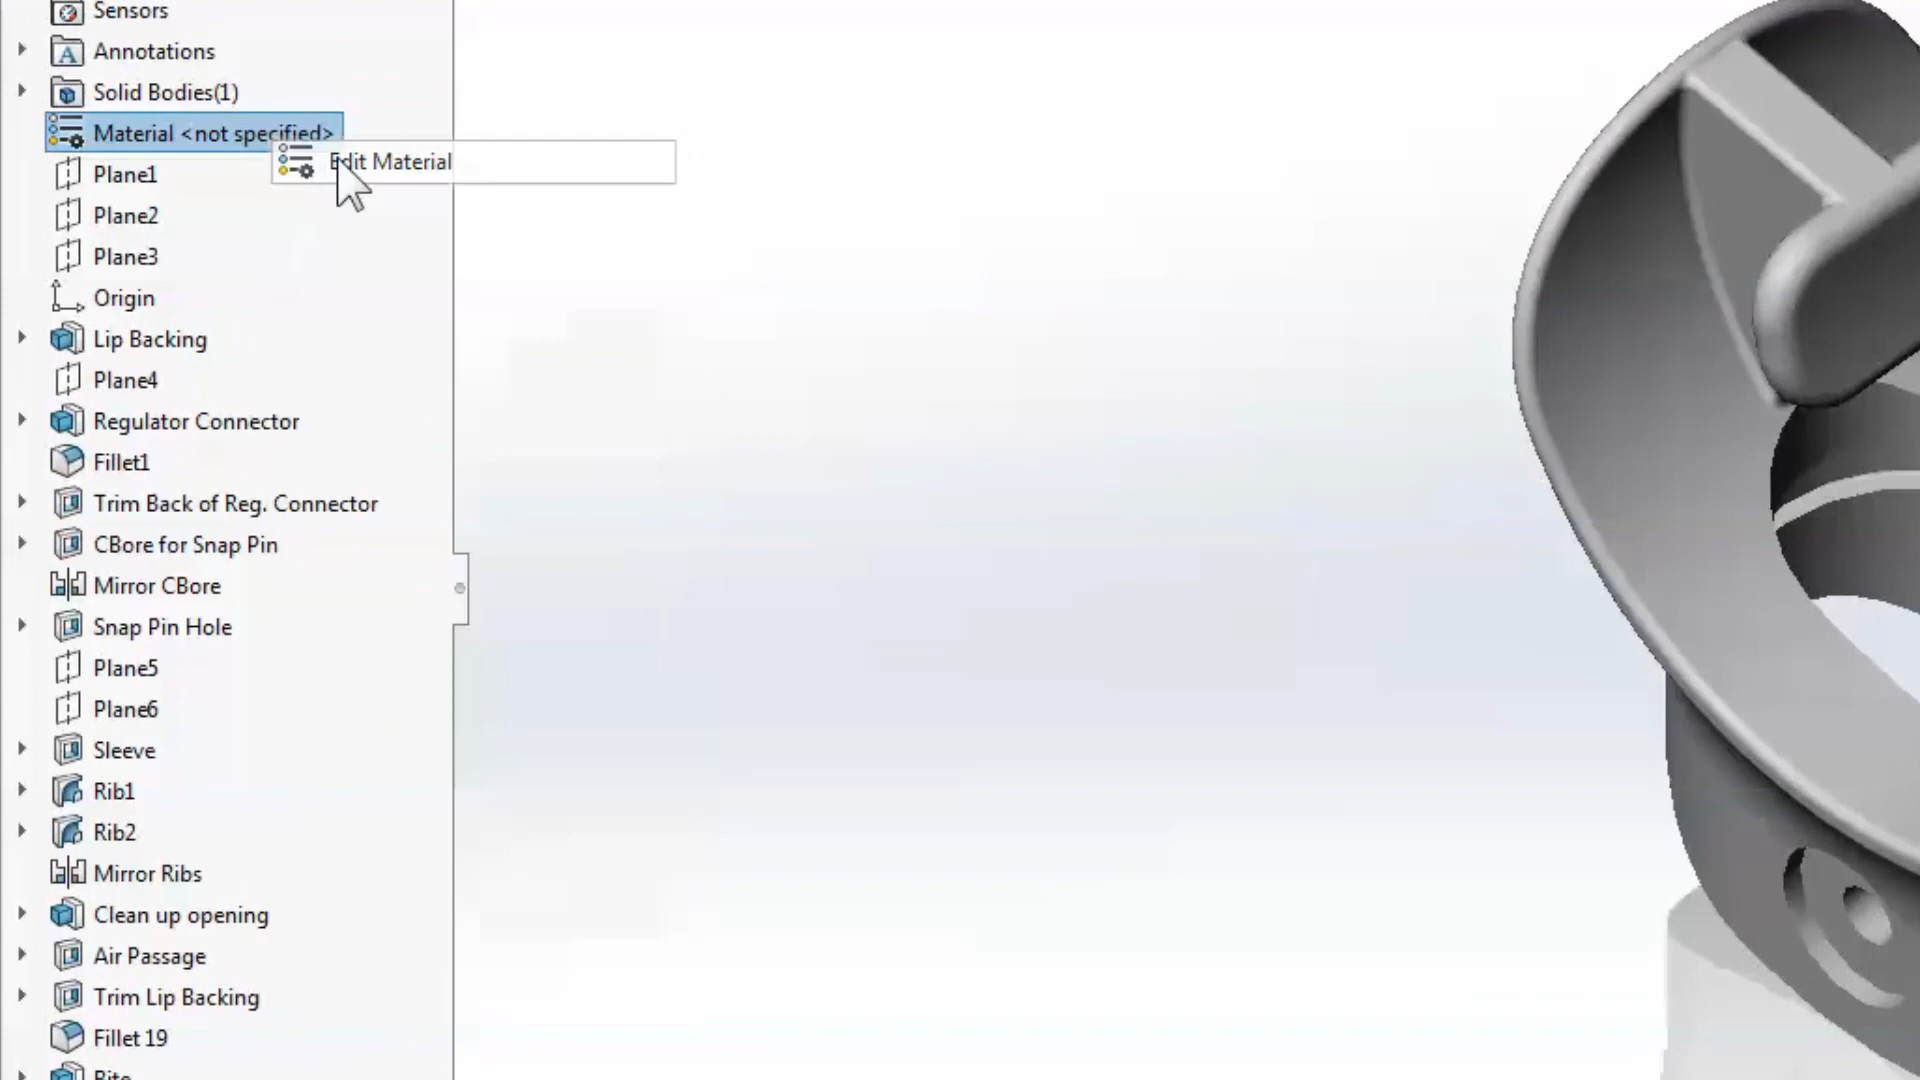 Sensors
Annotations
Solid Bodies(1)
Material <not specified>
Edit Material
Plane1
Plane2
Plane3
Origin
Lip Backing
Plane4
Regulator Connector
Fillet1
Trim Back of Reg. Connector
CBore for Snap Pin
Mirror CBore
Snap Pin Hole
Plane5
Plane6
Sleeve
Rib1
Rib2
Mirror Ribs
Clean up opening
Air Passage
Trim Lip Backing
Fillet 19
Bite